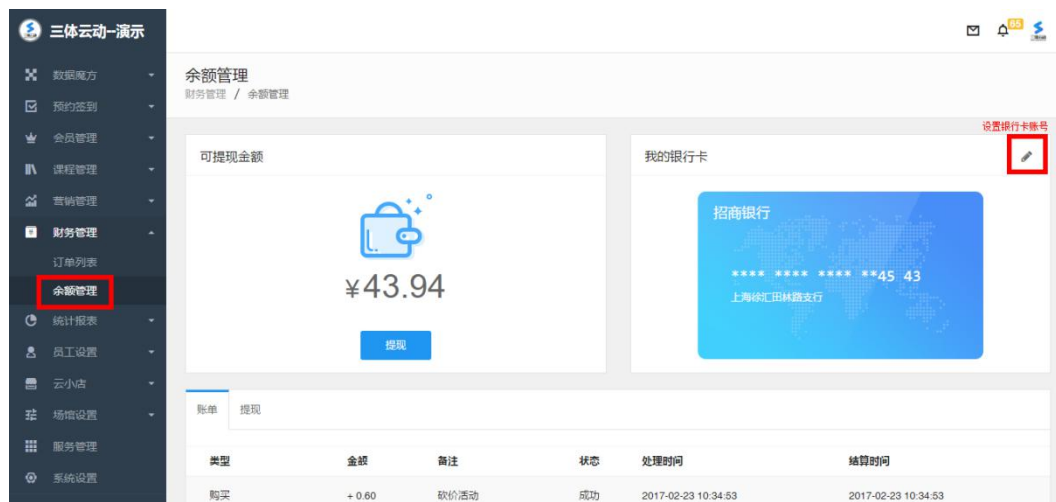 三体云动-演示
65
数据魔方
预约签到
会员管理
课程管理
营销管理
财务管理
订单列表
余额管理
统计报表
员工设置
云小店
场馆设置
服务管理
系统设置
余额管理
财务管理 / 余额管理
设置银行卡账号
可提现金额
¥43.94
提现
我的银行卡
招商银行
**** **** **** **45 43
上海徐汇田林路支行
账单 提现
类型 金额 备注 状态 处理时间 结算时间
购买 + 0.60 砍价活动 成功 2017-02-23 10:34:53 2017-02-23 10:34:53